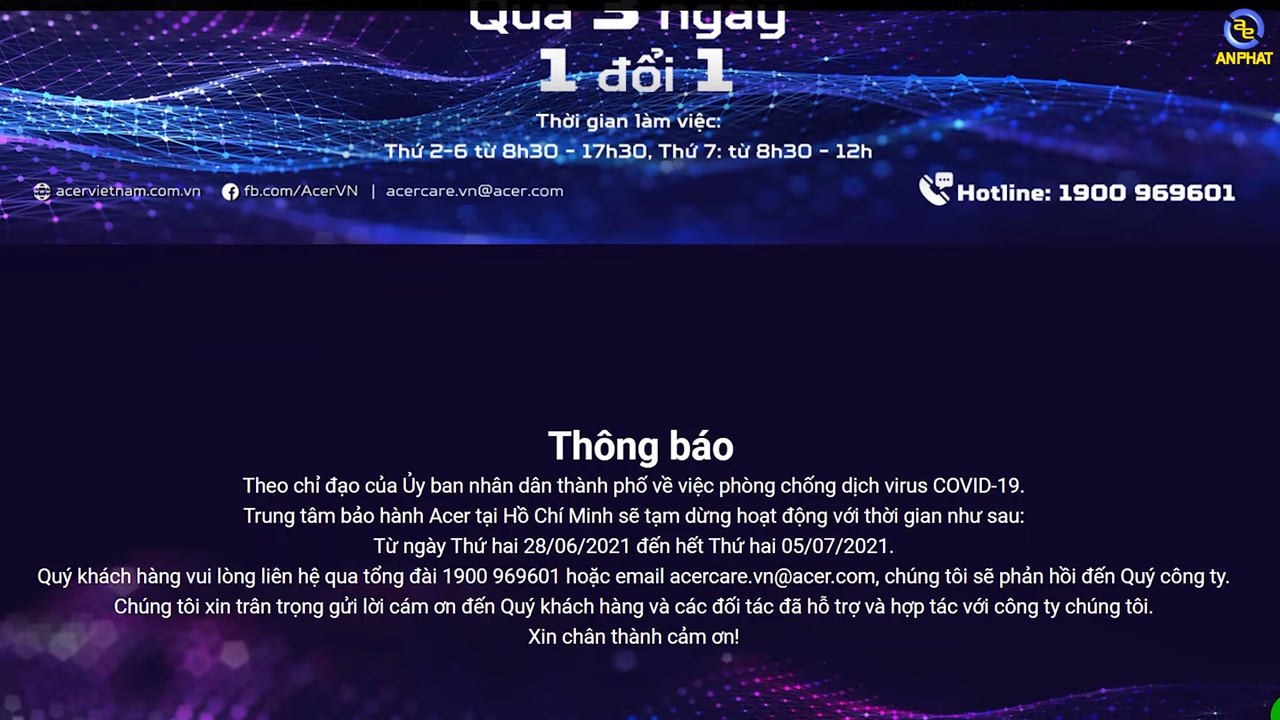 Quá 3 ngày
1 đổi 1
Thời gian làm việc:
Thứ 2-6 từ 8h30 - 17h30, Thứ 7: từ 8h30 - 12h
acervietnam.com.vn fb.com/AcerVN | acercare.vn@acer.com
Hotline: 1900 969601
ae
ANPHAT
Thông báo
Theo chỉ đạo của Ủy ban nhân dân thành phố về việc phòng chống dịch virus COVID-19.
Trung tâm bảo hành Acer tại Hồ Chí Minh sẽ tạm dừng hoạt động với thời gian như sau:
Từ ngày Thứ hai 28/06/2021 đến hết Thứ hai 05/07/2021.
Quý khách hàng vui lòng liên hệ qua tổng đài 1900 969601 hoặc email acercare.vn@acer.com, chúng tôi sẽ phản hồi đến Quý công ty.
Chúng tôi xin trân trọng gửi lời cám ơn đến Quý khách hàng và các đối tác đã hỗ trợ và hợp tác với công ty chúng tôi.
Xin chân thành cảm ơn!